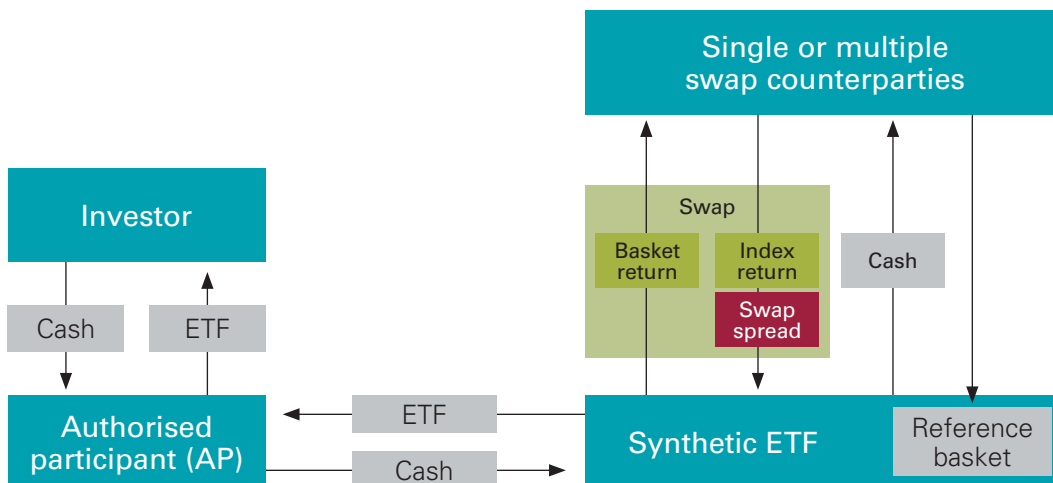 Single or multiple
swap counterparties
Investor
Swap
Basket
return
Index
return
Cash
Swap
spread
Cash
ETF
Authorised
participant (AP)
ETF
Cash
Synthetic ETF
Reference
basket